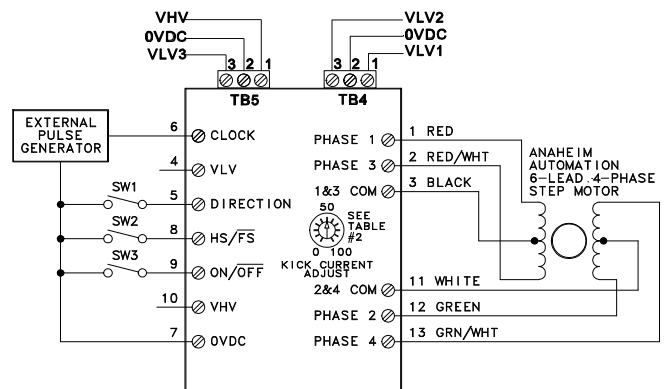 VHV
0VDC
VLV3
3 2 1
TB5
VLV2
0VDC
VLV1
3 2 1
TB4
EXTERNAL
PULSE
GENERATOR
6 CLOCK
4 VLV
SW1
5 DIRECTION
SW2
8 HS/FS
SW3
9 ON/OFF
10 VHV
7 0VDC
PHASE 1 1 RED
PHASE 3 2 RED/WHT
1&3 COM 3 BLACK
50
0 100
SEE
TABLE
#2
KICK CURRENT
ADJUST
2&4 COM 11 WHITE
PHASE 2 12 GREEN
PHASE 4 13 GRN/WHT
ANAHEIM
AUTOMATION
6-LEAD.4-PHASE
STEP MOTOR